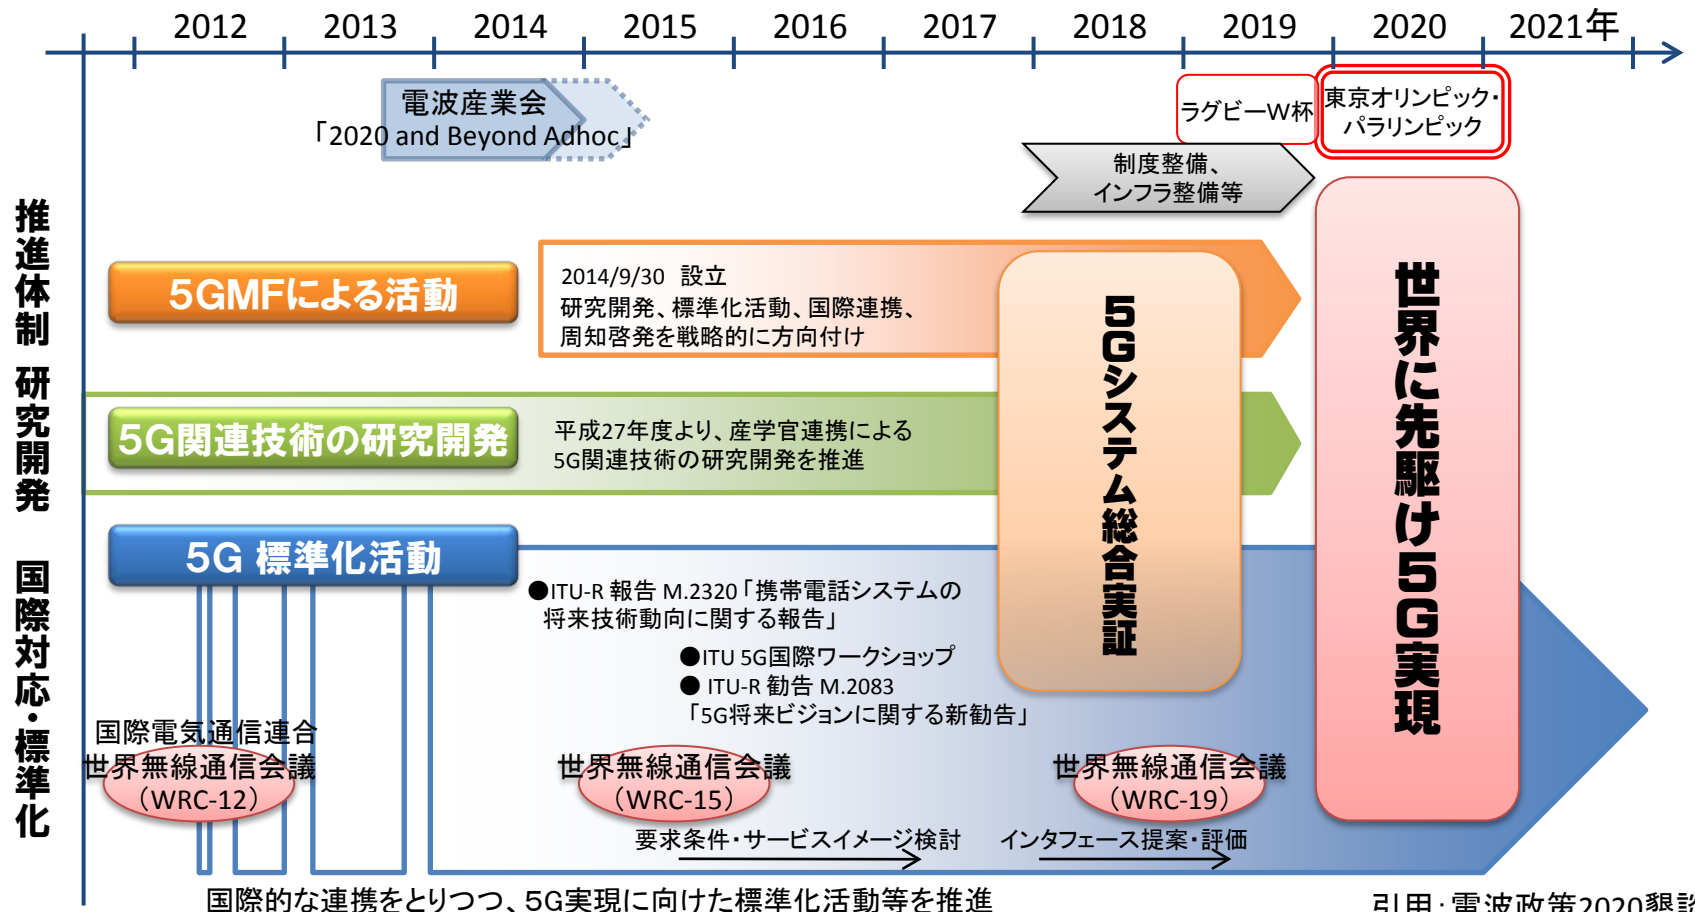 2012 2013 2014 2015 2016 2017 2018 2019 2020 2021年
電波産業会
「2020 and Beyond Adhoc」
ラグビーW杯
東京オリンピック・
パラリンピック
制度整備、
インフラ整備等
推進体制
研究開発
国際対応・標準化
5GMFによる活動
2014/9/30 設立
研究開発、標準化活動、国際連携、
周知啓発を戦略的に方向付け
5G関連技術の研究開発
平成27年度より、産学官連携による
5G関連技術の研究開発を推進
5G 標準化活動
●ITU-R 報告 M.2320「携帯電話システムの
将来技術動向に関する報告」
●ITU 5G国際ワークショップ
● ITU-R 勧告 M.2083
「5G将来ビジョンに関する新勧告」
5Gシステム総合実証
世界に先駆け5G実現
国際電気通信連合
世界無線通信会議
（WRC-12）
世界無線通信会議
（WRC-15）
世界無線通信会議
（WRC-19）
要求条件・サービスイメージ検討
インタフェース提案・評価
国際的な連携をとりつつ、5G実現に向けた標準化活動等を推進
引用：電波政策2020懇談